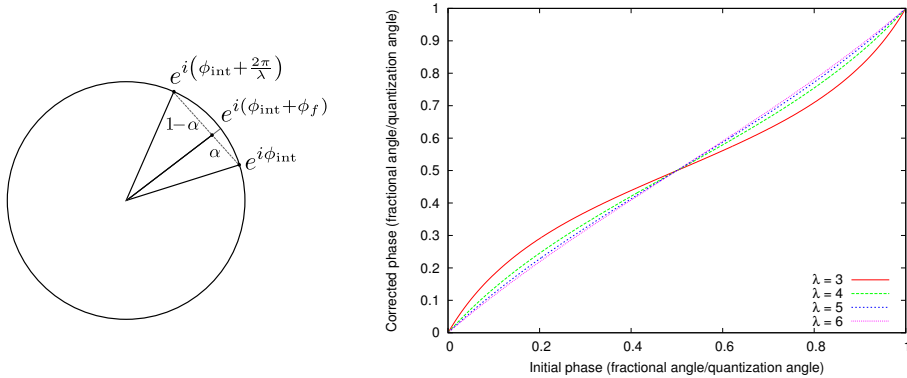 e^{i(ϕ_int + 2π/λ)}
e^{i(ϕ_int + ϕ_f)}
1−α
α
e^{iϕ_int}
Corrected phase (fractional angle/quantization angle)
1
0.9
0.8
0.7
0.6
0.5
0.4
0.3
0.2
0.1
0
λ = 3
λ = 4
λ = 5
λ = 6
0 0.2 0.4 0.6 0.8 1
Initial phase (fractional angle/quantization angle)